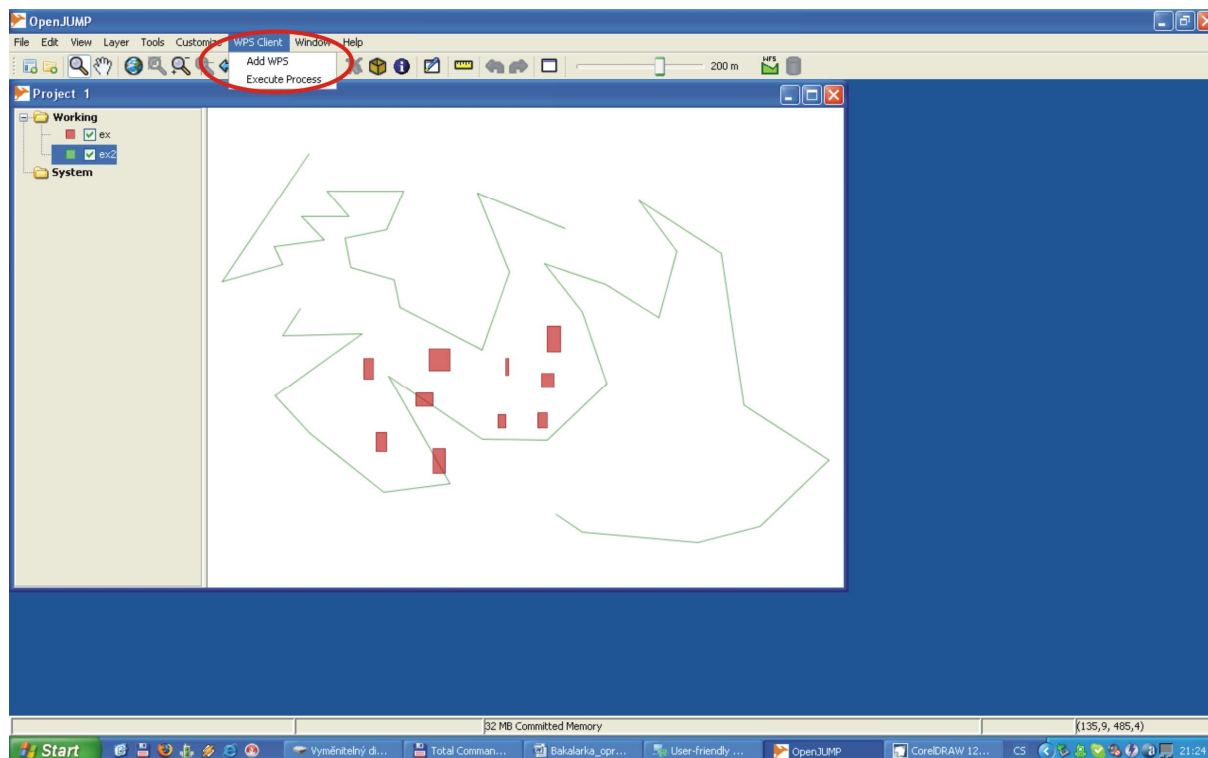 OpenJUMP
File Edit View Layer Tools Customize WPS Client Window Help
Add WPS
Execute Process
200 m
WFS
Project 1
Working
ex
ex2
System
32 MB Committed Memory
(135,9, 485,4)
Start
Vyměnitelný di...
Total Comman...
Bakalarka_opr...
User-friendly ...
OpenJUMP
CorelDRAW 12...
CS
21:24